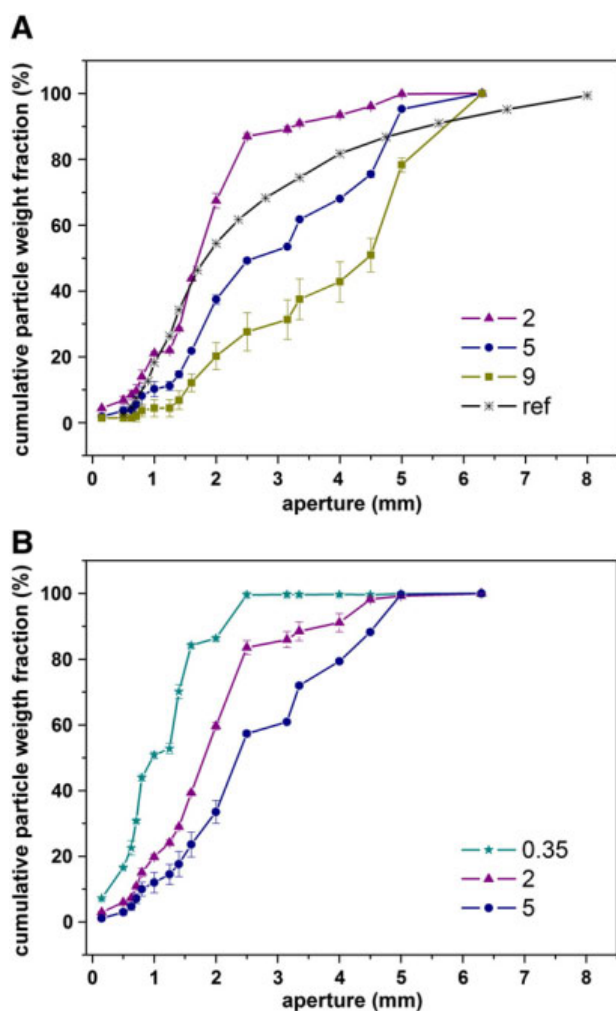 A
cumulative particle weight fraction (%)
100
80
60
40
20
0
2
5
9
ref
0 1 2 3 4 5 6 7 8
aperture (mm)
B
cumulative particle weigth fraction (%)
100
80
60
40
20
0
0.35
2
5
0 1 2 3 4 5 6 7 8
aperture (mm)